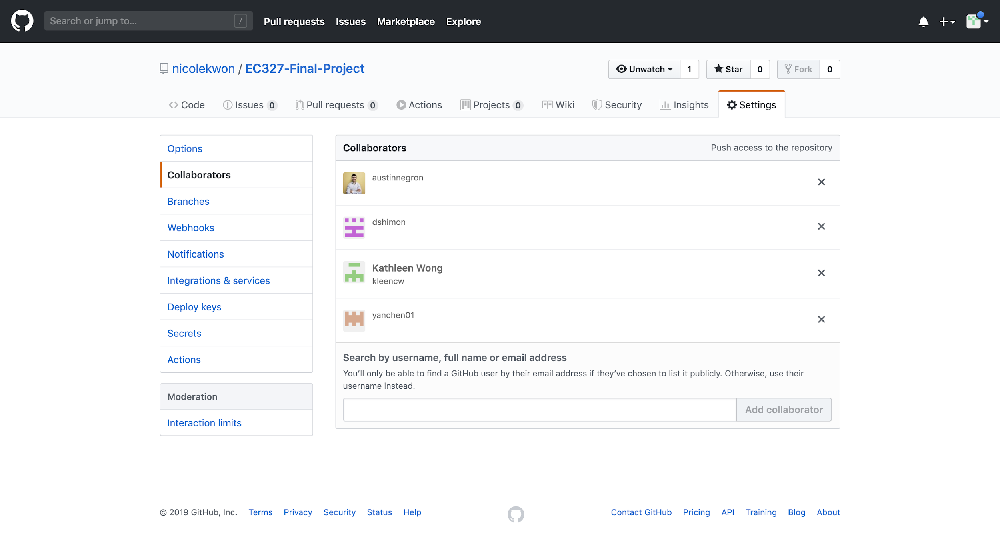 Search or jump to... /
Pull requests Issues Marketplace Explore
nicolekwon / EC327-Final-Project
Unwatch 1 Star 0 Fork 0
Code Issues 0 Pull requests 0 Actions Projects 0 Wiki Security Insights Settings
Options
Collaborators
Branches
Webhooks
Notifications
Integrations & services
Deploy keys
Secrets
Actions
Moderation
Interaction limits
Collaborators Push access to the repository
austinnegron
dshimon
Kathleen Wong
kleencw
yanchen01
Search by username, full name or email address
You’ll only be able to find a GitHub user by their email address if they’ve chosen to list it publicly. Otherwise, use their
username instead.
Add collaborator
© 2019 GitHub, Inc. Terms Privacy Security Status Help
Contact GitHub Pricing API Training Blog About